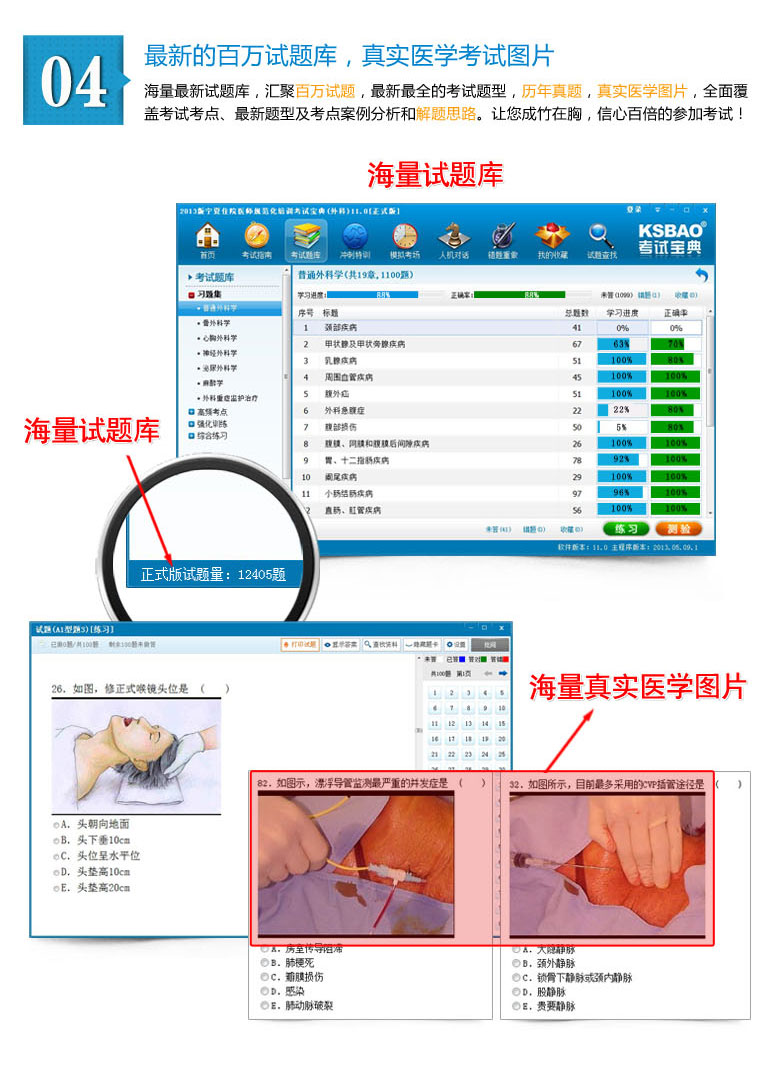 04
最新的百万试题库，真实医学考试图片
海量最新试题库，汇聚百万试题，最新最全的考试题型，历年真题，真实医学图片，全面覆
盖考试考点、最新题型及考点案例分析和解题思路。让您成竹在胸，信心百倍的参加考试！
海量试题库
2013版宁夏住院医师规范化培训考试宝典(外科)11.0[正式版]
登录
首页
考试指南
考试题库
冲刺特训
模拟考场
人机对话
错题重做
我的收藏
试题查找
KSBAO®
考试宝典
考试题库
习题集
普通外科学
骨外科学
心胸外科学
神经外科学
泌尿外科学
麻醉学
外科重症监护治疗
高频考点
强化训练
综合练习
普通外科学(共19章,1100题)
学习进度:
正确率:
未答(1099) 错题(1) 收藏(0)
序号 标题 总题数 学习进度 正确率
1 颈部疾病 41 0% 0%
2 甲状腺及甲状旁腺疾病 67 63% 70%
3 乳腺疾病 51 100% 80%
4 周围血管疾病 45 100% 100%
5 腹外疝 51 100% 100%
6 外科急腹症 22 22% 80%
7 腹部损伤 50 5% 80%
8 腹膜、网膜和腹膜后间隙疾病 26 100% 100%
9 胃、十二指肠疾病 78 92% 100%
10 阑尾疾病 29 100% 100%
11 小肠结肠疾病 97 96% 100%
直肠、肛管疾病 56 100% 100%
未答(41) 错题(0) 收藏(0)
练习
测验
软件版本：11.0 主程序版本：2013.05.09.1
海量试题库
正式版试题量：12405题
试题(A1型题3)[练习]
已做0题/共100题 剩余100题未做答
打印试题
显示答案
查找资料
隐藏题卡
设置
未答 已答 答对 答错
共100题 第1页
1 2 3 4 5
6 7 8 9 10
11 12 13 14 15
16 17 18 19 20
21 22 23 24 25
26．如图，修正式喉镜头位是 （ ）
A．头朝向地面
B．头下垂10cm
C．头位呈水平位
D．头垫高10cm
E．头垫高20cm
海量真实医学图片
82．如图示，漂浮导管监测最严重的并发症是 （ ）
A．房室传导阻滞
B．肺梗死
C．瓣膜损伤
D．感染
E．肺动脉破裂
32．如图所示，目前最多采用的CVP插管途径是 （ ）
A．大隐静脉
B．颈外静脉
C．锁骨下静脉或颈内静脉
D．股静脉
E．贵要静脉